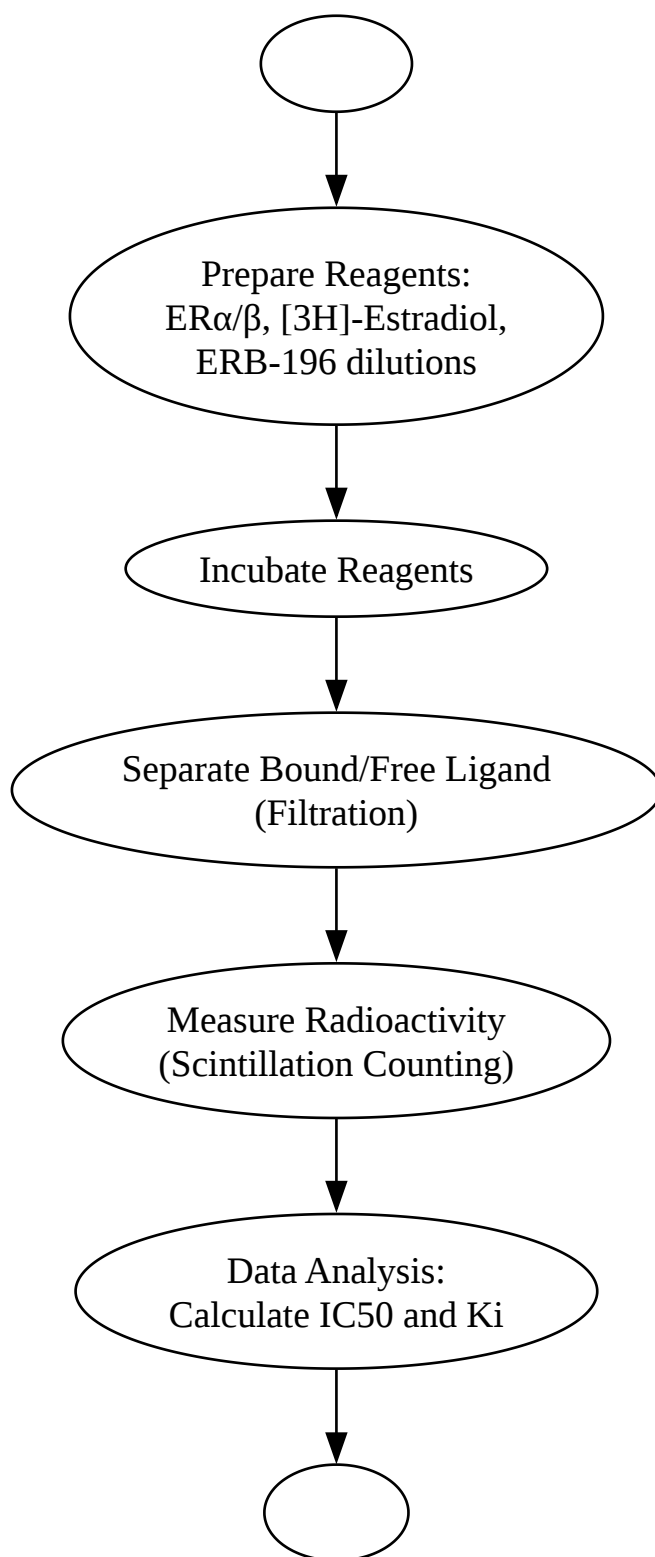 Prepare Reagents:
ERα/β, [3H]-Estradiol,
ERB-196 dilutions
Incubate Reagents
Separate Bound/Free Ligand
(Filtration)
Measure Radioactivity
(Scintillation Counting)
Data Analysis:
Calculate IC50 and Ki